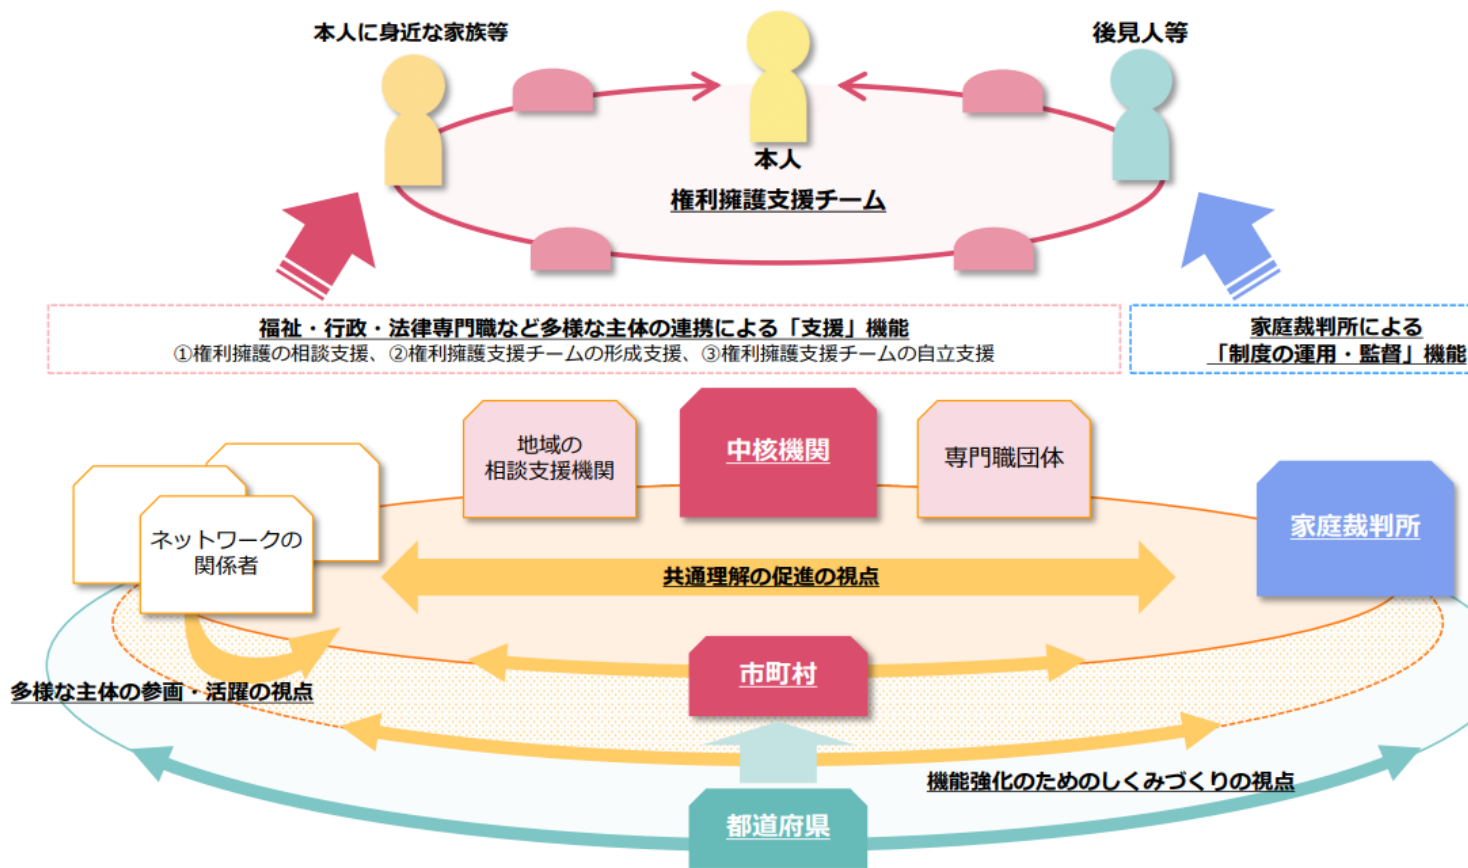 本人に身近な家族等
後見人等
本人
権利擁護支援チーム
福祉・行政・法律専門職など多様な主体の連携による「支援」機能
①権利擁護の相談支援、②権利擁護支援チームの形成支援、③権利擁護支援チームの自立支援
家庭裁判所による
「制度の運用・監督」機能
地域の
相談支援機関
中核機関
専門職団体
家庭裁判所
ネットワークの
関係者
共通理解の促進の視点
市町村
多様な主体の参画・活躍の視点
機能強化のためのしくみづくりの視点
都道府県